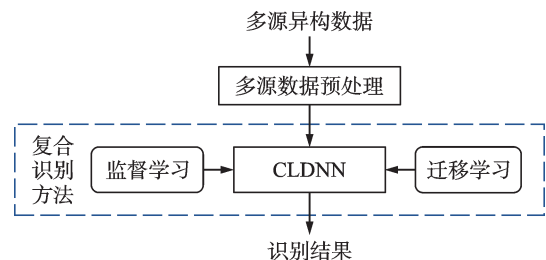 多源异构数据
多源数据预处理
复合
识别
方法
监督学习
CLDNN
迁移学习
识别结果